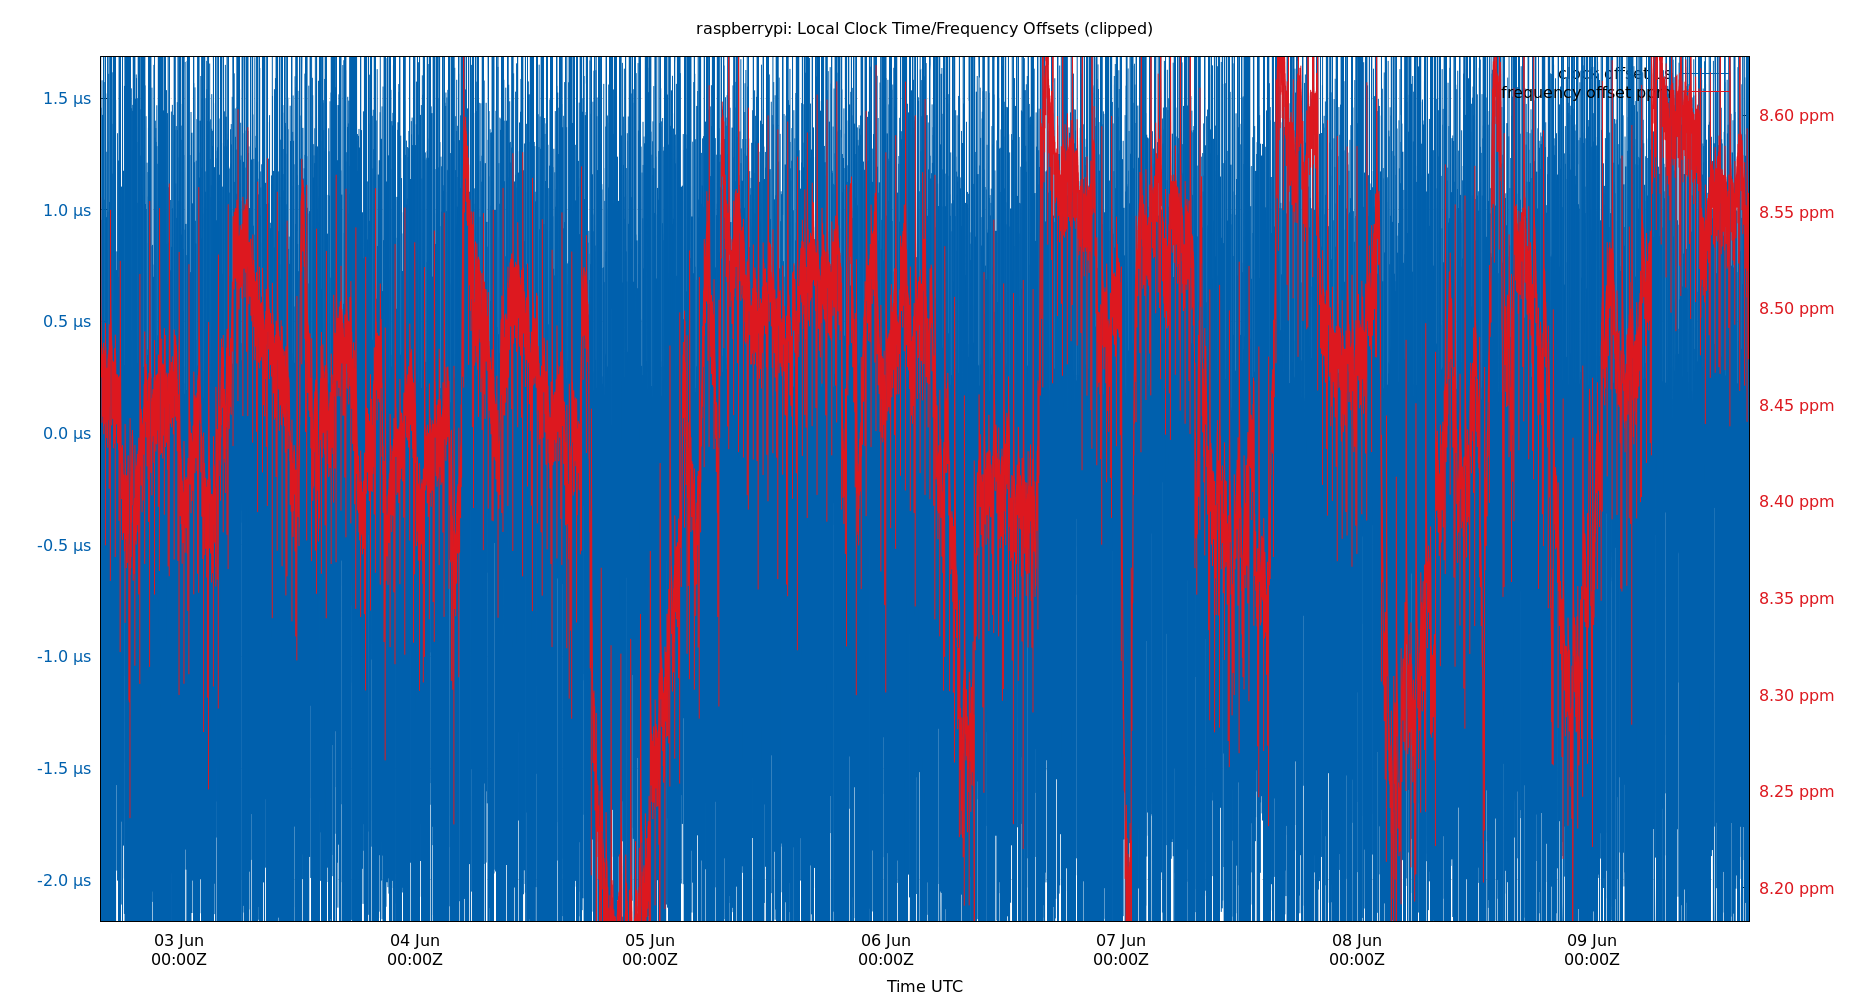 raspberrypi: Local Clock Time/Frequency Offsets (clipped)
clock offset µs
frequency offset ppm
1.5 µs
1.0 µs
0.5 µs
0.0 µs
-0.5 µs
-1.0 µs
-1.5 µs
-2.0 µs
8.60 ppm
8.55 ppm
8.50 ppm
8.45 ppm
8.40 ppm
8.35 ppm
8.30 ppm
8.25 ppm
8.20 ppm
03 Jun
00:00Z
04 Jun
00:00Z
05 Jun
00:00Z
06 Jun
00:00Z
07 Jun
00:00Z
08 Jun
00:00Z
09 Jun
00:00Z
Time UTC